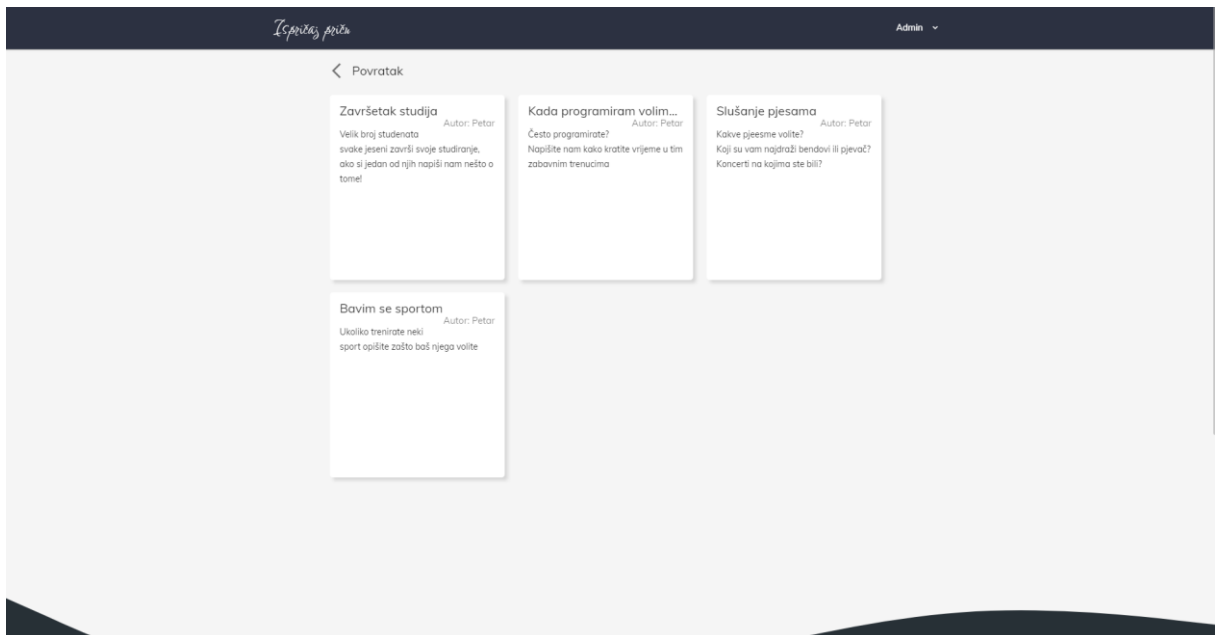 Ispričaj priču
Admin
Povratak
Završetak studija
Autor: Petar
Velik broj studenata
svake jeseni završi svoje studiranje,
ako si jedan od njih napiši nam nešto o
tome!
Kada programiram volim...
Autor: Petar
Često programirate?
Napišite nam kako kratite vrijeme u tim
zabavnim trenucima
Slušanje pjesama
Autor: Petar
Kakve pjeesme volite?
Koji su vam najdraži bendovi ili pjevač?
Koncerti na kojima ste bili?
Bavim se sportom
Autor: Petar
Ukoliko trenirate neki
sport opišite zašto baš njega volite